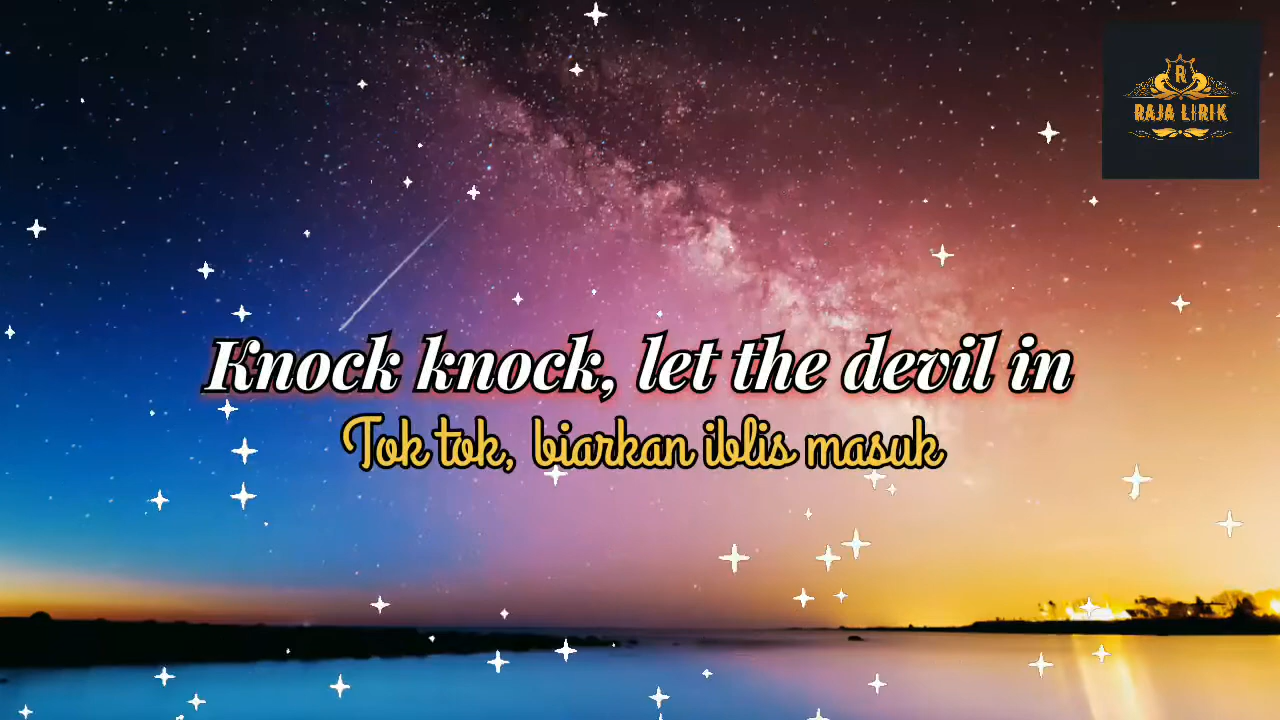 R
RAJA LIRIK
Knock knock, let the devil in
Tok tok, biarkan iblis masuk